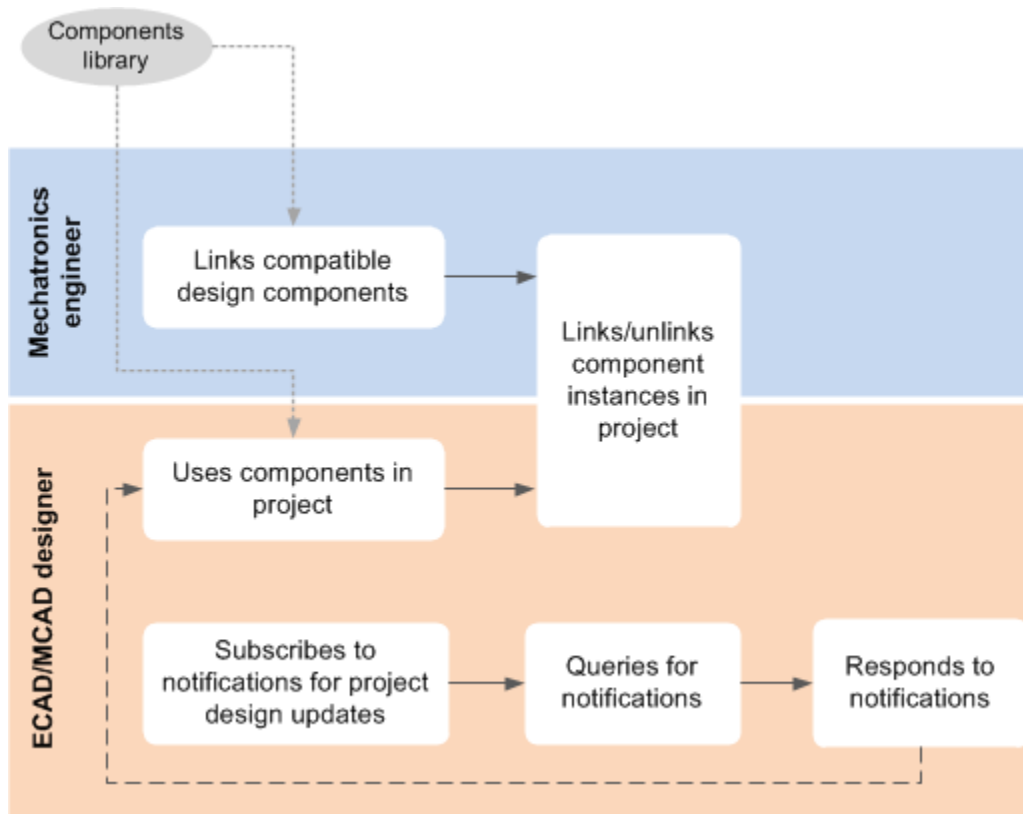 Components
library
Mechatronics
engineer
Links compatible
design components
Links/unlinks
component
instances in
project
ECAD/MCAD designer
Uses components in
project
Subscribes to
notifications for project
design updates
Queries for
notifications
Responds to
notifications